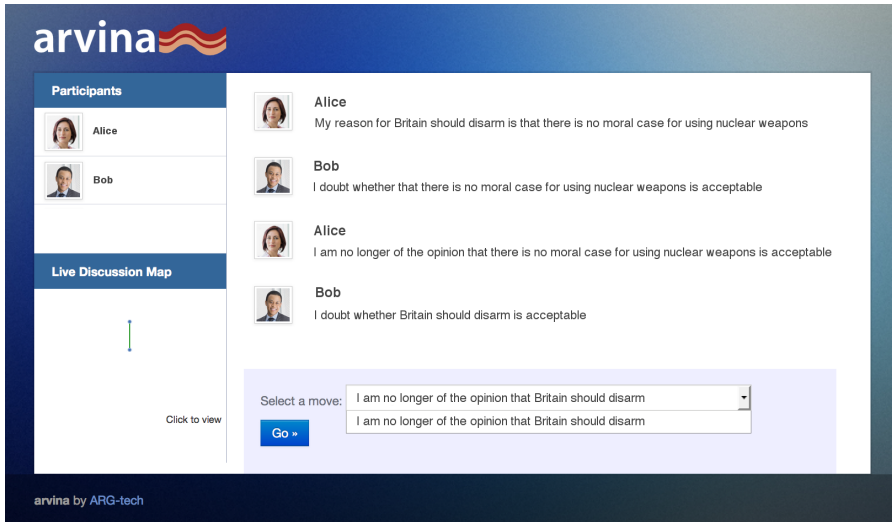 arvina
Participants
Alice
Bob
Live Discussion Map
Click to view
Alice
My reason for Britain should disarm is that there is no moral case for using nuclear weapons
Bob
I doubt whether that there is no moral case for using nuclear weapons is acceptable
Alice
I am no longer of the opinion that there is no moral case for using nuclear weapons is acceptable
Bob
I doubt whether Britain should disarm is acceptable
Select a move: I am no longer of the opinion that Britain should disarm
I am no longer of the opinion that Britain should disarm
Go »
arvina by ARG-tech